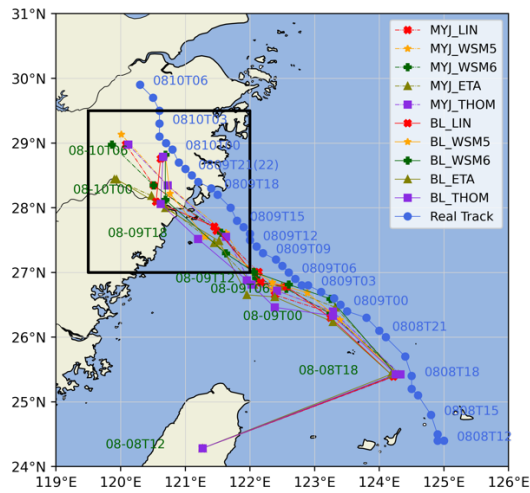 31°N
30°N
29°N
28°N
27°N
26°N
25°N
24°N
119°E
120°E
121°E
122°E
123°E
124°E
125°E
126°E
MYJ_LIN
MYJ_WSM5
MYJ_WSM6
MYJ_ETA
MYJ_THOM
BL_LIN
BL_WSM5
BL_WSM6
BL_ETA
BL_THOM
Real Track
0810T06
0810T03
0810T00
0809T21(22)
0809T18
0809T15
0809T12
0809T09
0809T06
0809T03
0809T00
0808T21
0808T18
0808T15
0808T12
08-10T06
08-10T00
08-09T18
08-09T12
08-09T06
08-09T00
08-08T18
08-08T12